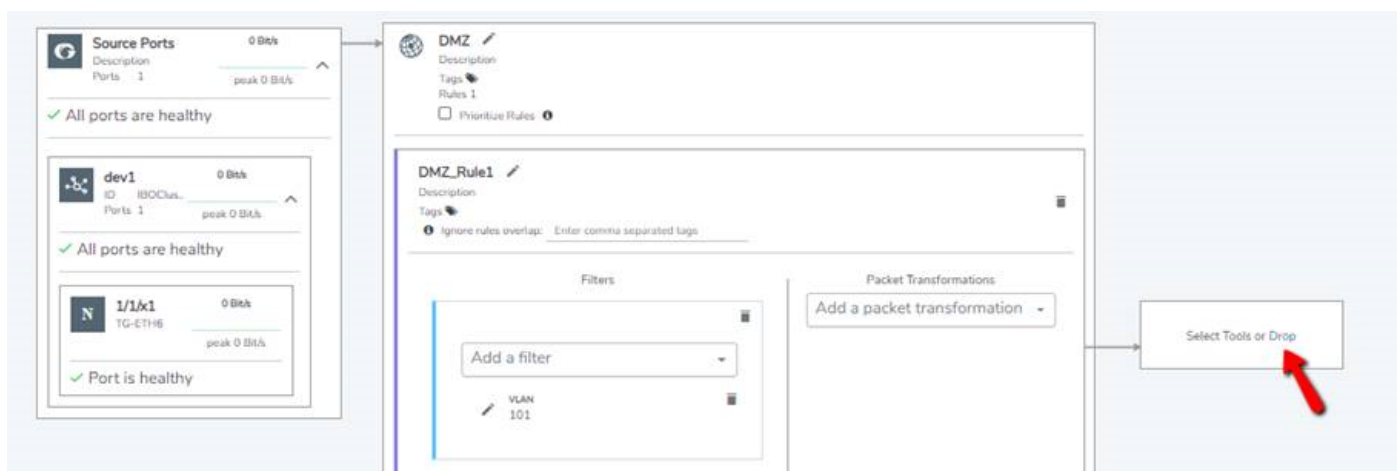 Source Ports
0 Bit/s
Description
Ports 1
peak 0 Bit/s
All ports are healthy
dev1
0 Bit/s
ID IBOClus..
Ports 1
peak 0 Bit/s
All ports are healthy
N
1/1/x1
0 Bit/s
TG-ETH6
peak 0 Bit/s
Port is healthy
DMZ
Description
Tags
Rules 1
Prioritize Rules
DMZ_Rule1
Description
Tags
Ignore rules overlap: Enter comma separated tags
Filters
Add a filter
VLAN
101
Packet Transformations
Add a packet transformation
Select Tools or Drop